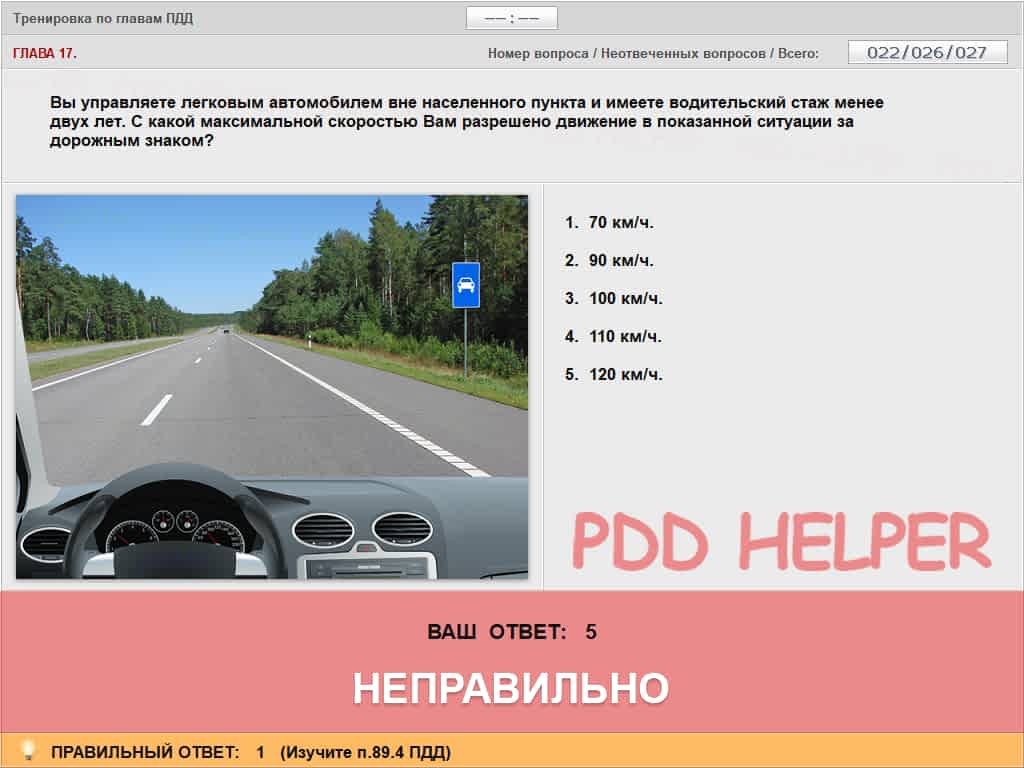 Тренировка по главам ПДД
—— : ——
ГЛАВА 17.
Номер вопроса / Неотвеченных вопросов / Всего:
022/026/027
Вы управляете легковым автомобилем вне населенного пункта и имеете водительский стаж менее
двух лет. С какой максимальной скоростью Вам разрешено движение в показанной ситуации за
дорожным знаком?
1. 70 км/ч.
2. 90 км/ч.
3. 100 км/ч.
4. 110 км/ч.
5. 120 км/ч.
PDD HELPER
ВАШ ОТВЕТ: 5
НЕПРАВИЛЬНО
ПРАВИЛЬНЫЙ ОТВЕТ: 1 (Изучите п.89.4 ПДД)